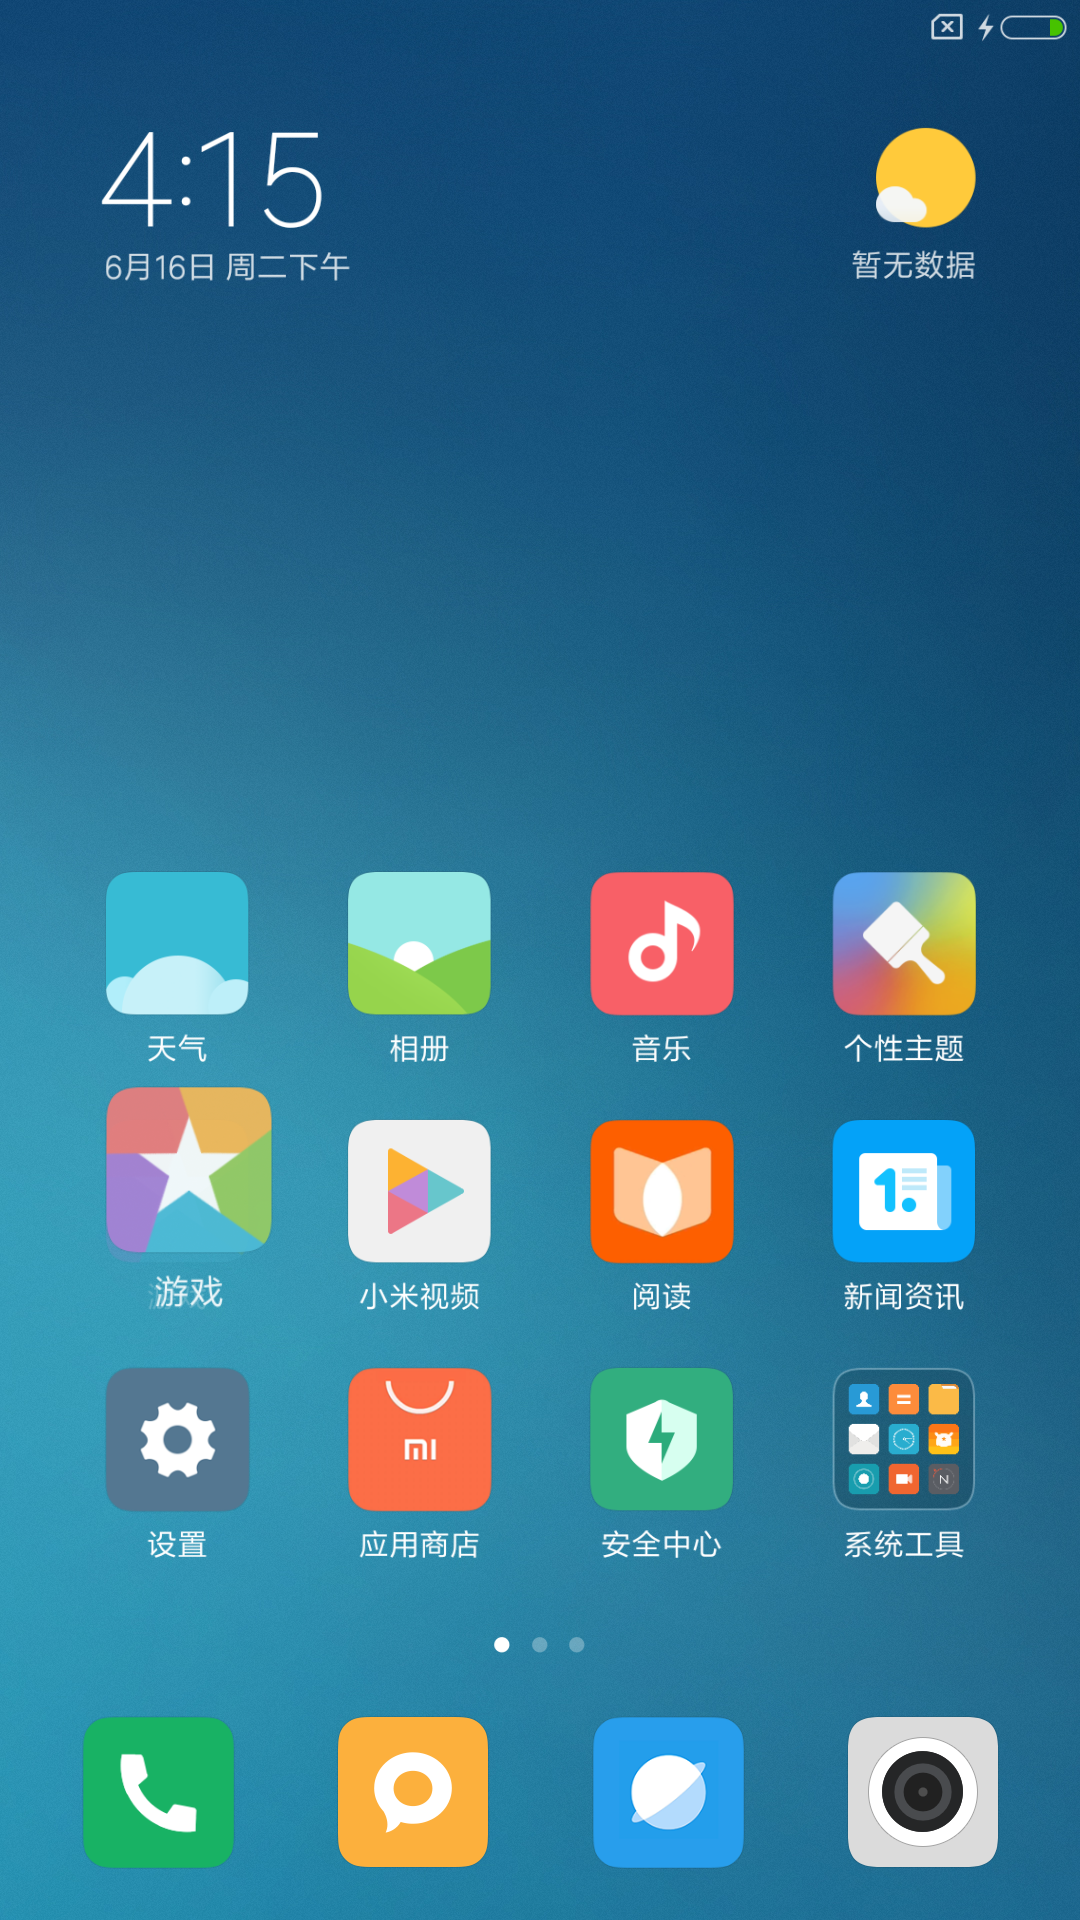 4:15
6月16日 周二下午
暂无数据
天气
相册
音乐
个性主题
游戏
小米视频
阅读
1.
新闻资讯
设置
mi
应用商店
安全中心
N
系统工具